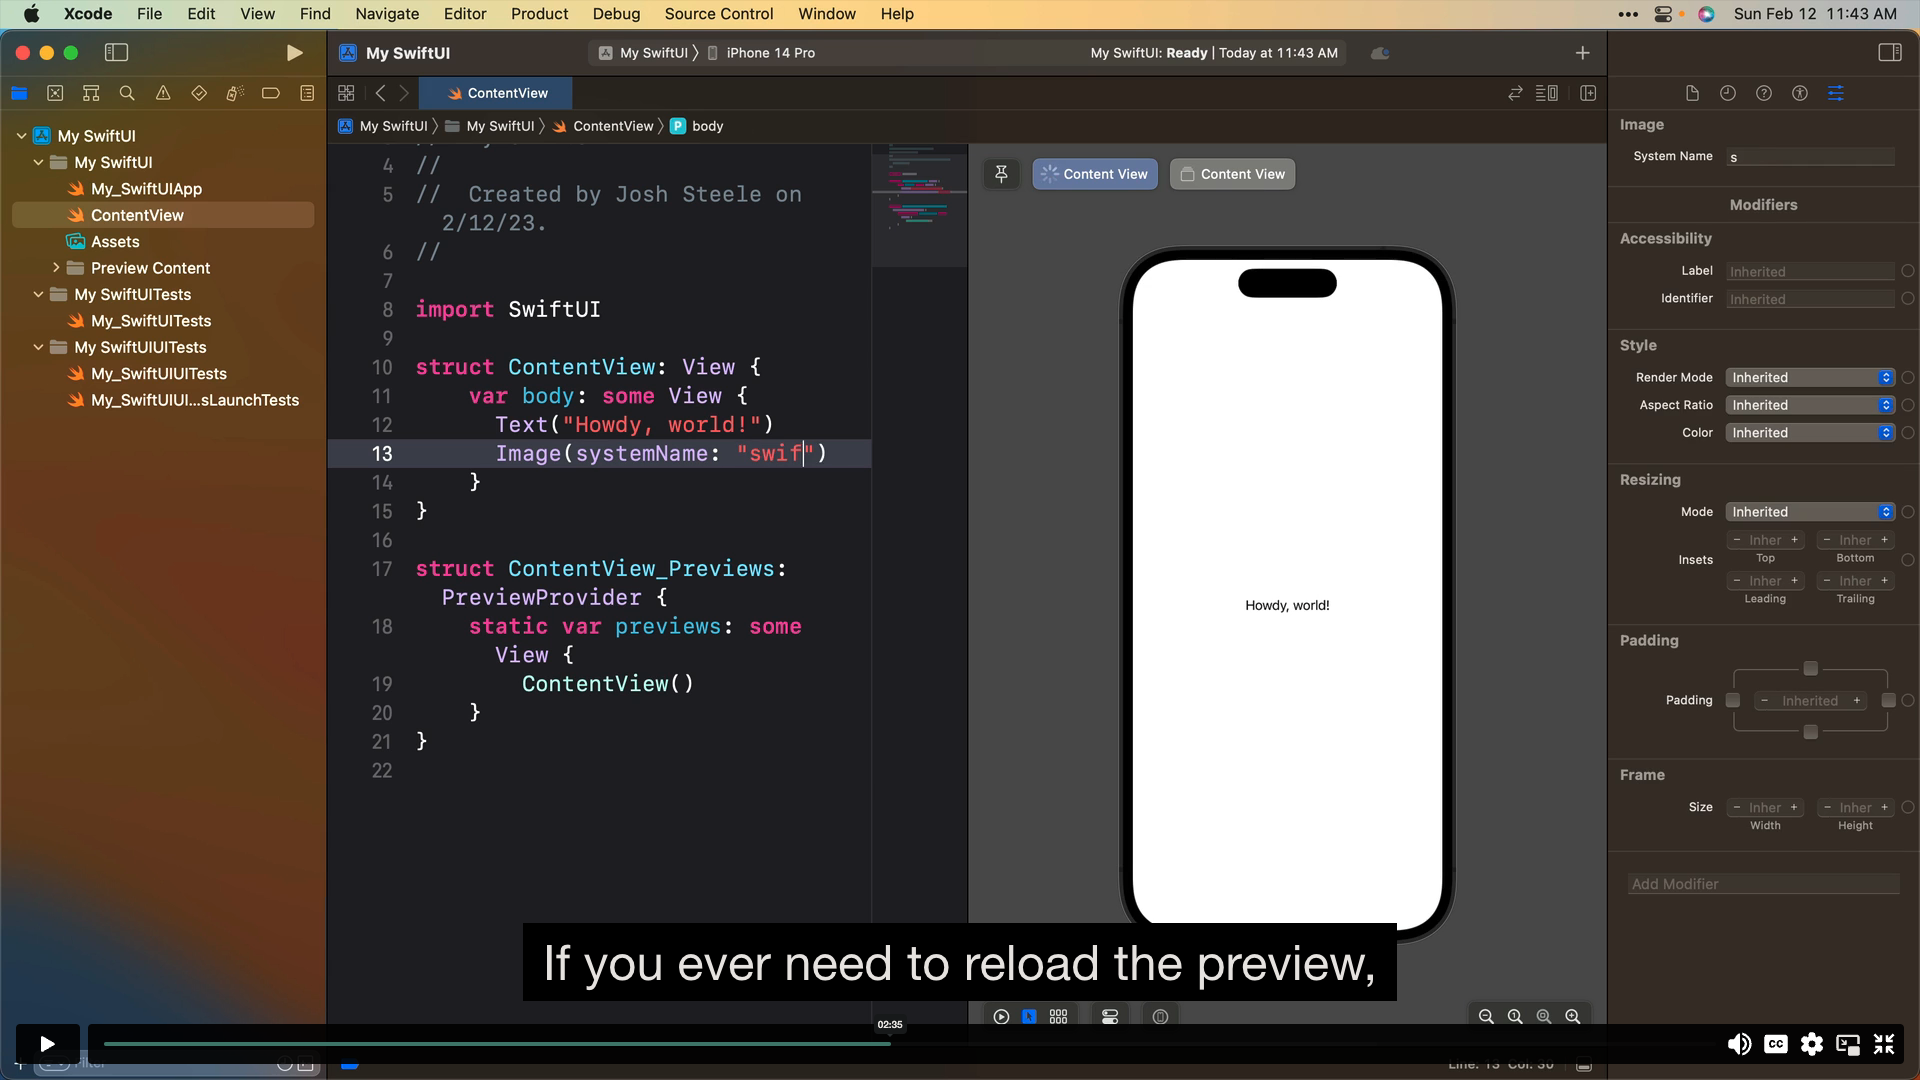 Xcode File Edit View Find Navigate Editor Product Debug Source Control Window Help
Sun Feb 12 11:43 AM
My SwiftUI
My SwiftUI 〉 iPhone 14 Pro
My SwiftUI: Ready | Today at 11:43 AM
ContentView
My SwiftUI 〉 My SwiftUI 〉 ContentView 〉 P body
My SwiftUI
My SwiftUI
My_SwiftUIApp
ContentView
Assets
Preview Content
My SwiftUITests
My_SwiftUITests
My SwiftUIUITests
My_SwiftUIUITests
My_SwiftUIUI...sLaunchTests
4 //
5 //  Created by Josh Steele on
2/12/23.
6 //
7
8 import SwiftUI
9
10 struct ContentView: View {
11 var body: some View {
12 Text("Howdy, world!")
13 Image(systemName: "swif")
14 }
15 }
16
17 struct ContentView_Previews:
PreviewProvider {
18 static var previews: some
View {
19 ContentView()
20 }
21 }
22
Content View
Content View
Howdy, world!
Image
System Name s
Modifiers
Accessibility
Label Inherited
Identifier Inherited
Style
Render Mode Inherited
Aspect Ratio Inherited
Color Inherited
Resizing
Mode Inherited
Insets
− Inher + − Inher +
Top Bottom
− Inher + − Inher +
Leading Trailing
Padding
Padding − Inherited +
Frame
Size − Inher + − Inher +
Width Height
Add Modifier
If you ever need to reload the preview,
02:35
CC
Filter
Line: 13 Col: 30